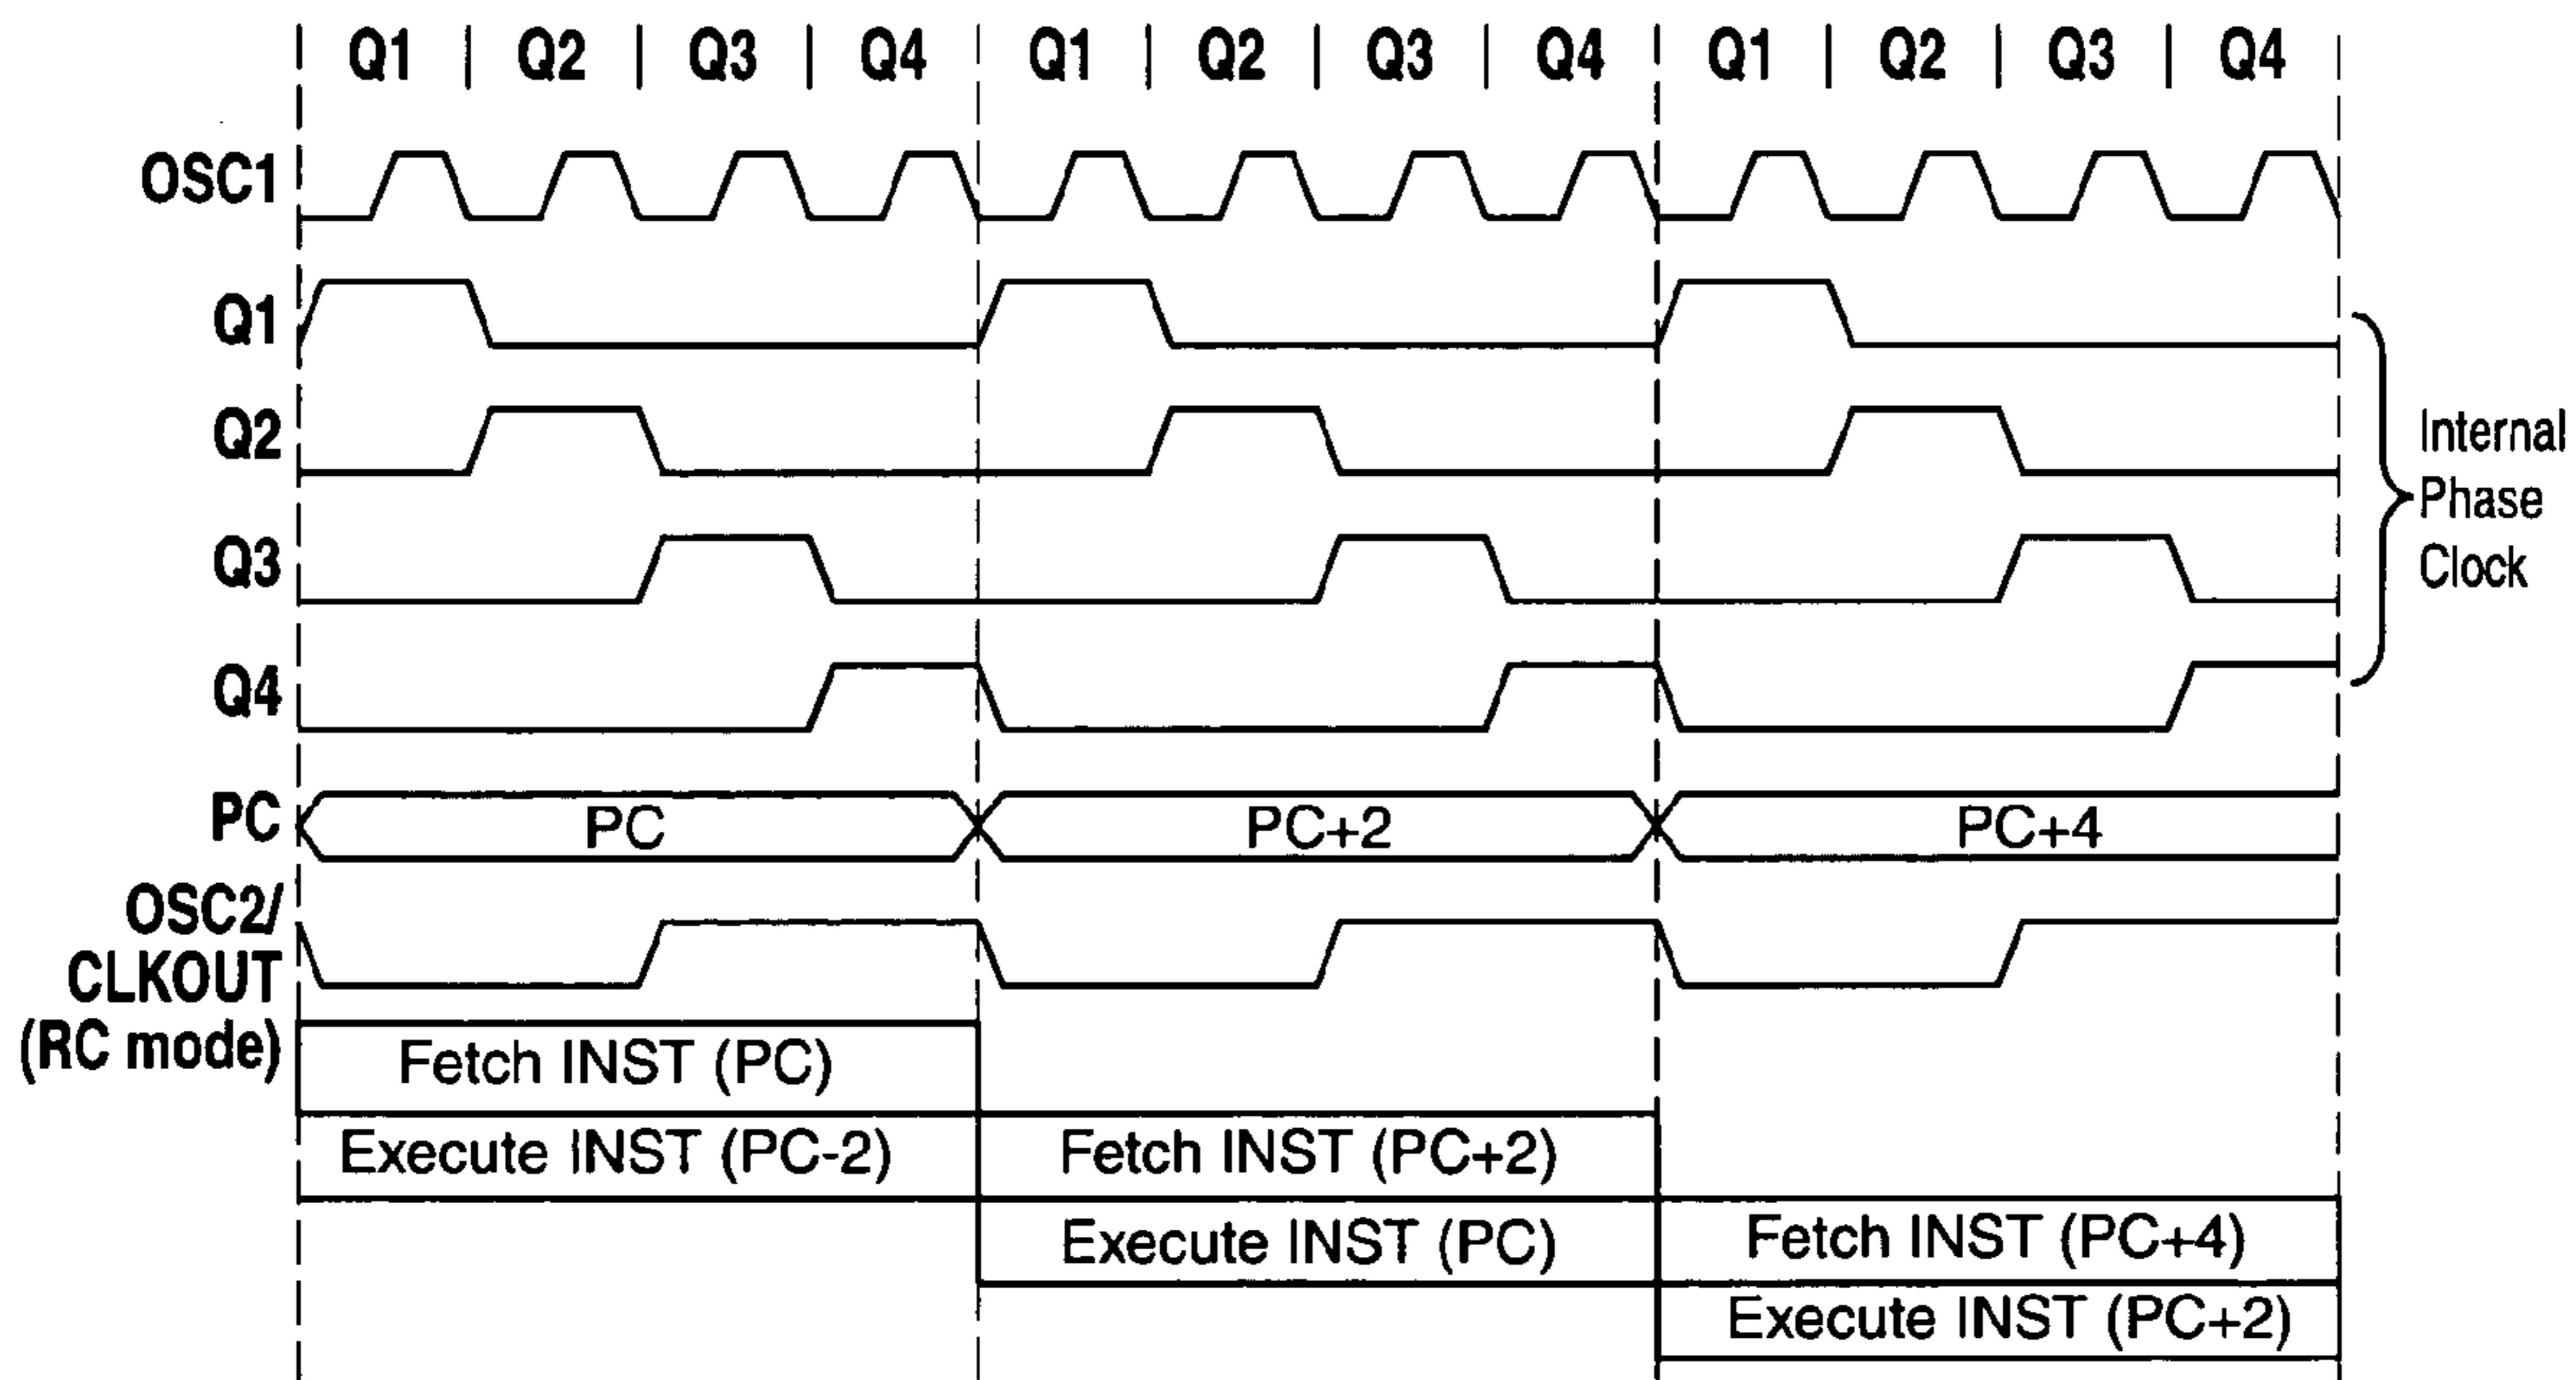 Q1 | Q2 | Q3 | Q4 | Q1 | Q2 | Q3 | Q4 | Q1 | Q2 | Q3 | Q4
OSC1
Q1
Q2
Q3
Q4
Internal
Phase
Clock
PC
PC
PC+2
PC+4
OSC2/
CLKOUT
(RC mode)
Fetch INST (PC)
Execute INST (PC-2)
Fetch INST (PC+2)
Execute INST (PC)
Fetch INST (PC+4)
Execute INST (PC+2)